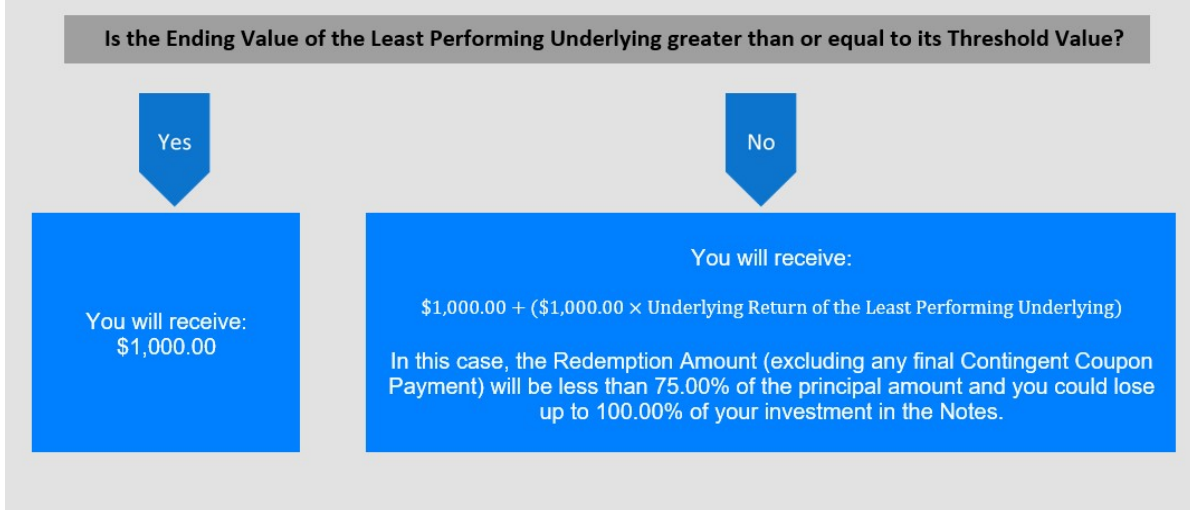 Is the Ending Value of the Least Performing Underlying greater than or equal to its Threshold Value?
Yes
No
You will receive:
$1,000.00
You will receive:
$1,000.00 + ($1,000.00 × Underlying Return of the Least Performing Underlying)
In this case, the Redemption Amount (excluding any final Contingent Coupon
Payment) will be less than 75.00% of the principal amount and you could lose
up to 100.00% of your investment in the Notes.